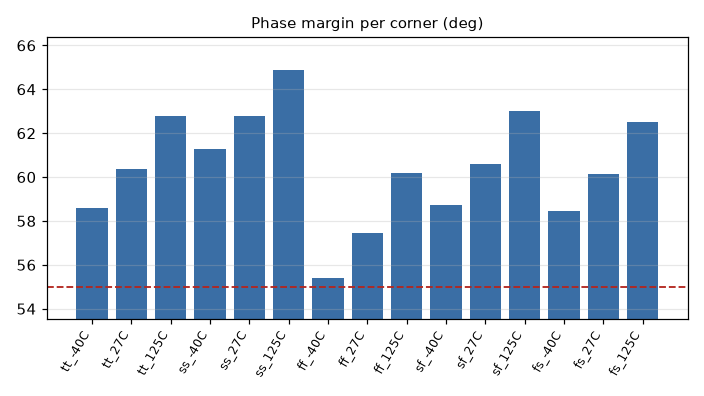 Phase margin per corner (deg)
66
64
62
60
58
56
54
tt_-40C
tt_27C
tt_125C
ss_-40C
ss_27C
ss_125C
ff_-40C
ff_27C
ff_125C
sf_-40C
sf_27C
sf_125C
fs_-40C
fs_27C
fs_125C